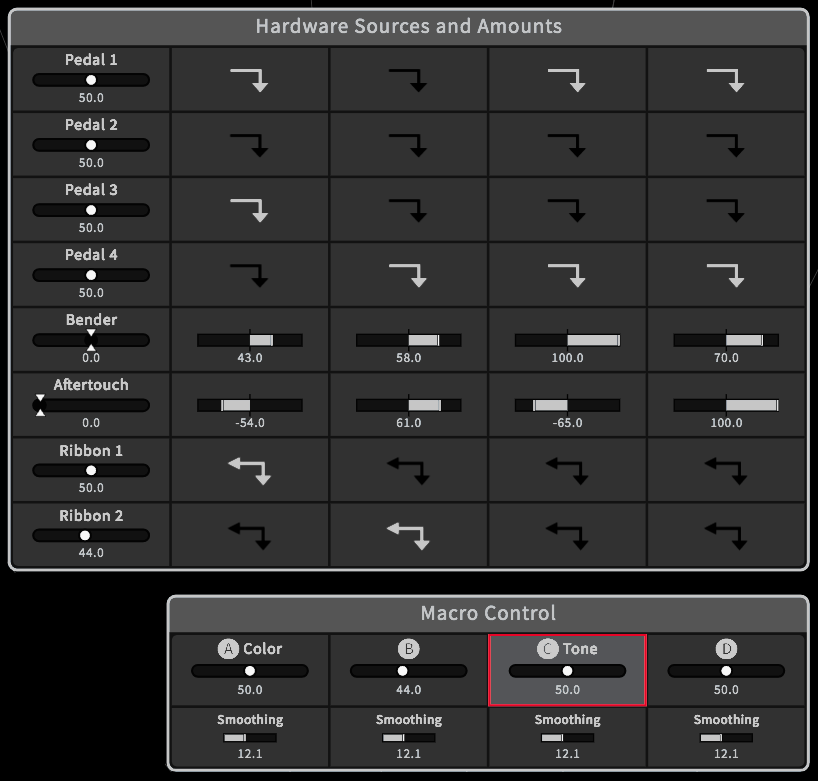 Hardware Sources and Amounts
Pedal 1
50.0
Pedal 2
50.0
Pedal 3
50.0
Pedal 4
50.0
Bender
0.0 43.0 58.0 100.0 70.0
Aftertouch
0.0 -54.0 61.0 -65.0 100.0
Ribbon 1
50.0
Ribbon 2
44.0
Macro Control
A Color B C Tone D
50.0 44.0 50.0 50.0
Smoothing Smoothing Smoothing Smoothing
12.1 12.1 12.1 12.1